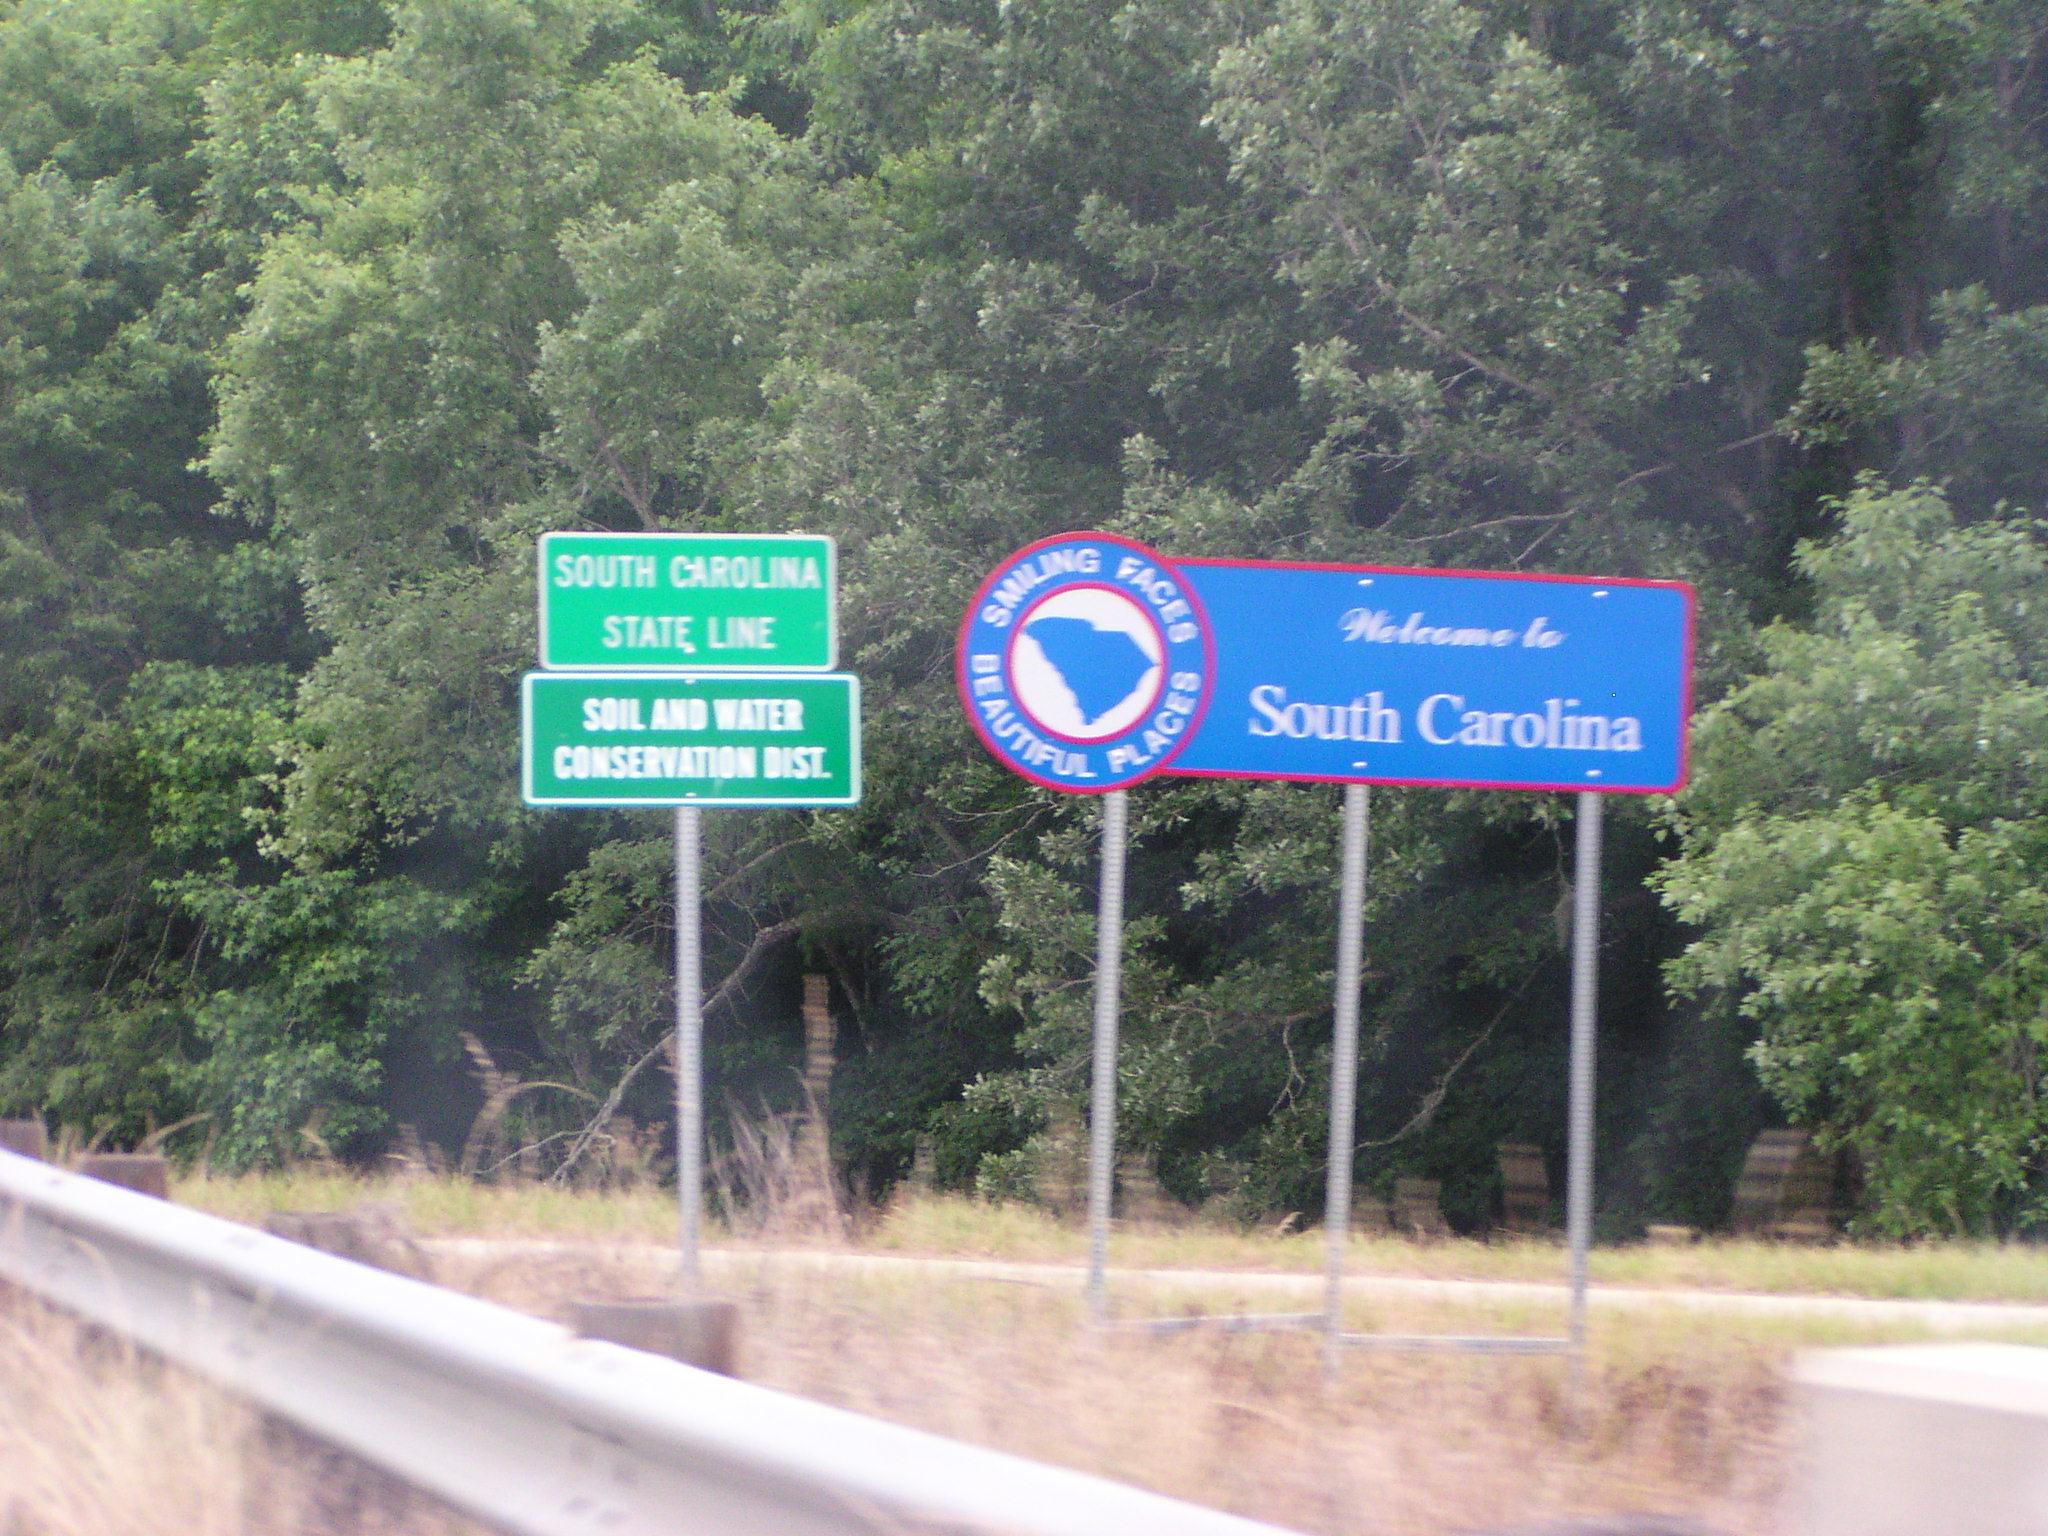 SOUTH CAROLINA
STATE LINE
SOIL AND WATER
CONSERVATION DIST.
SMILING FACES
BEAUTIFUL PLACES
Welcome to
South Carolina